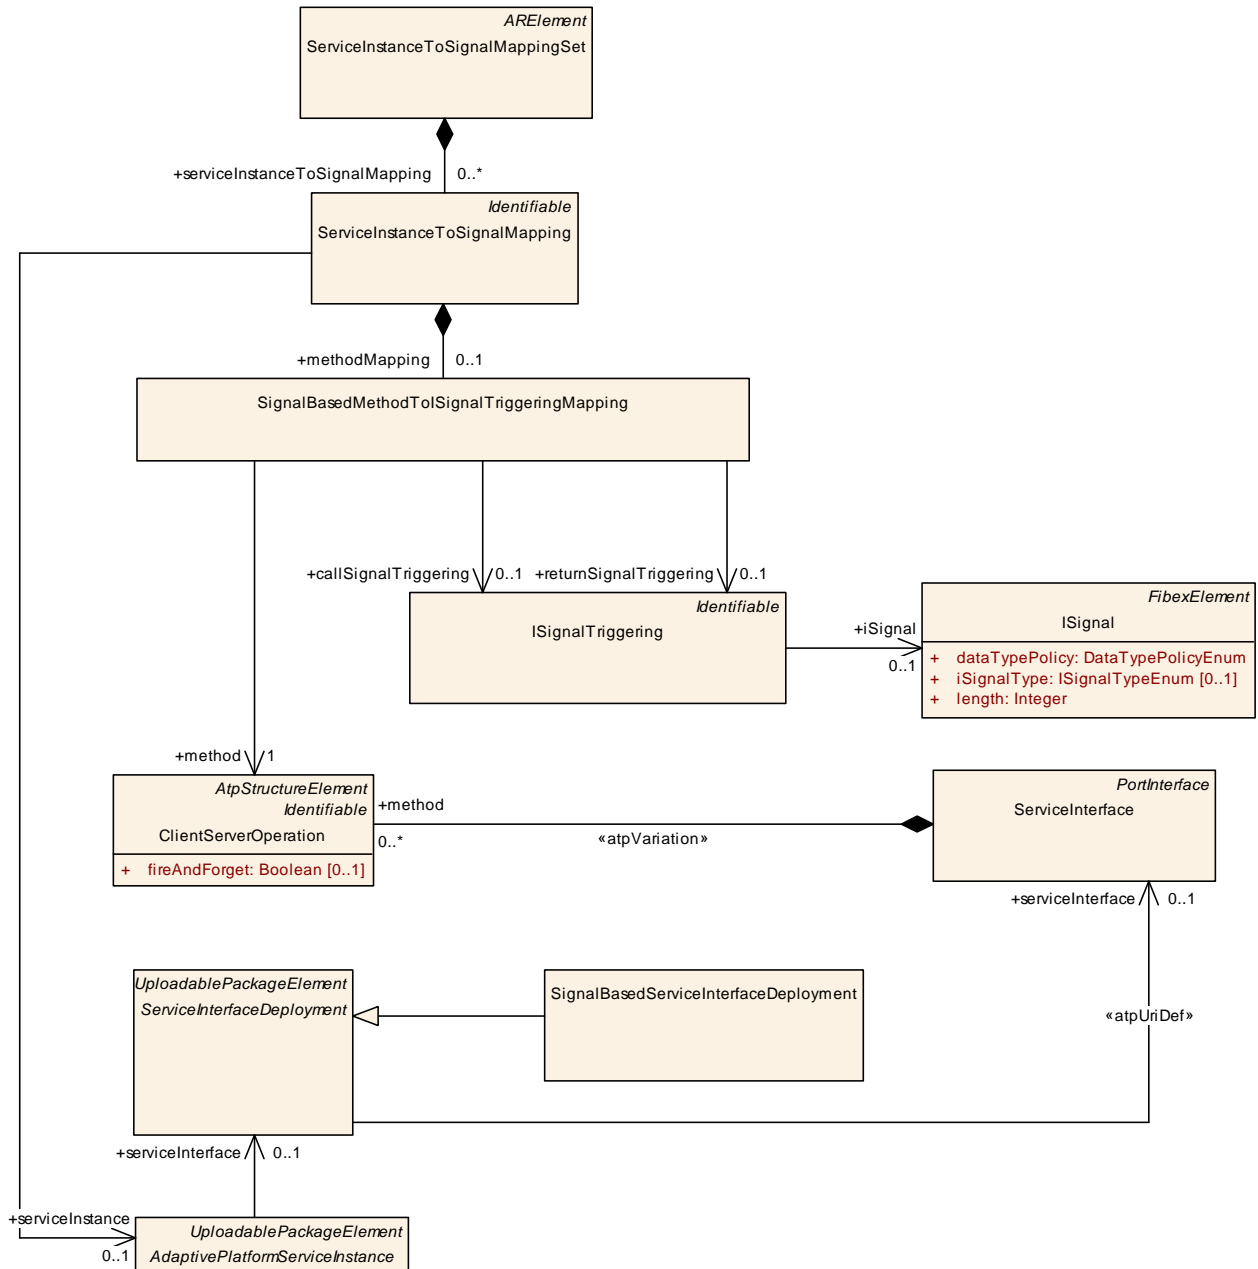 ARElement
ServiceInstanceToSignalMappingSet
+serviceInstanceToSignalMapping 0..*
Identifiable
ServiceInstanceToSignalMapping
+methodMapping 0..1
SignalBasedMethodToISignalTriggeringMapping
+callSignalTriggering 0..1 +returnSignalTriggering 0..1
Identifiable
ISignalTriggering
+iSignal
0..1
FibexElement
ISignal
+ dataTypePolicy: DataTypePolicyEnum
+ iSignalType: ISignalTypeEnum [0..1]
+ length: Integer
+method 1
AtpStructureElement
Identifiable
ClientServerOperation
+ fireAndForget: Boolean [0..1]
+method
0..*
«atpVariation»
PortInterface
ServiceInterface
+serviceInterface 0..1
UploadablePackageElement
ServiceInterfaceDeployment
SignalBasedServiceInterfaceDeployment
«atpUriDef»
+serviceInterface 0..1
+serviceInstance
0..1
UploadablePackageElement
AdaptivePlatformServiceInstance